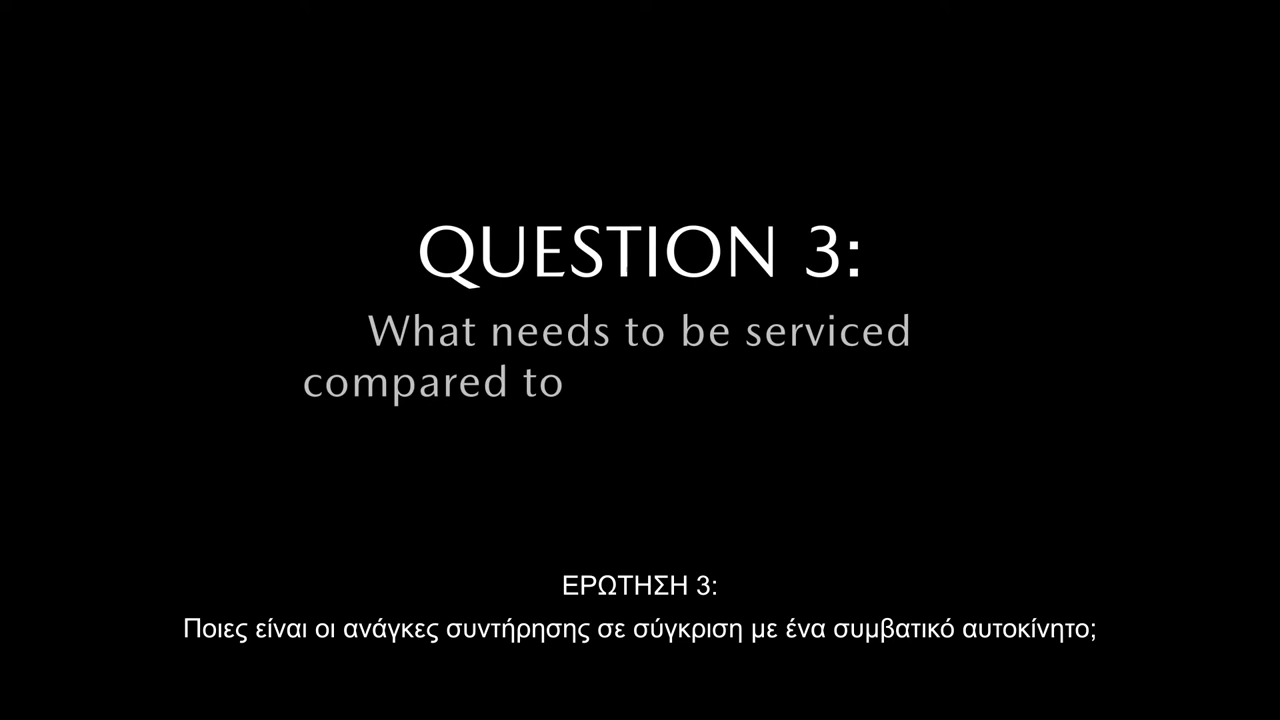 QUESTION 3:
What needs to be serviced
compared to
ΕΡΩΤΗΣΗ 3:
Ποιες είναι οι ανάγκες συντήρησης σε σύγκριση με ένα συμβατικό αυτοκίνητο;